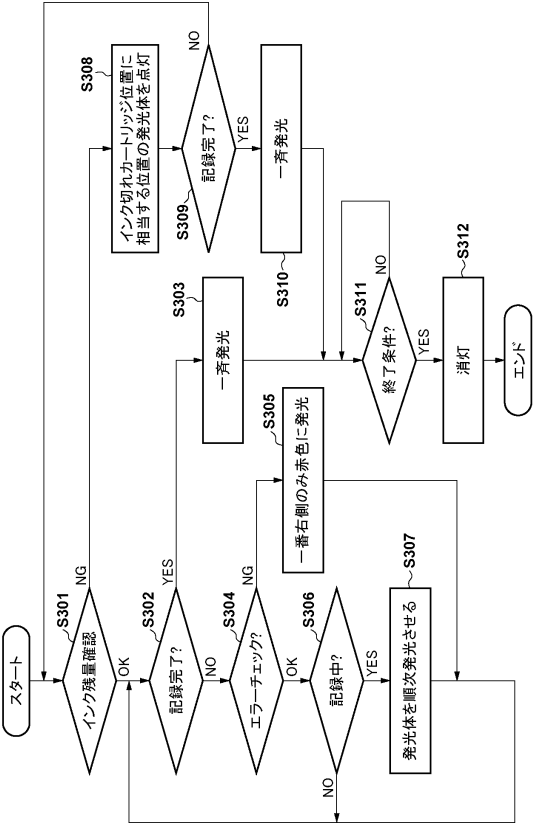 スタート
S301
インク残量確認
NG
OK
S302
記録完了?
YES
NO
S304
エラーチェック?
NG
OK
S306
記録中?
NO
YES
S307
発光体を順次発光させる
S305
一番右側のみ赤色に発光
S303
一斉発光
S308
インク切れカートリッジ位置に
相当する位置の発光体を点灯
S309
記録完了?
NO
YES
S310
一斉発光
S311
終了条件?
NO
YES
S312
消灯
エンド